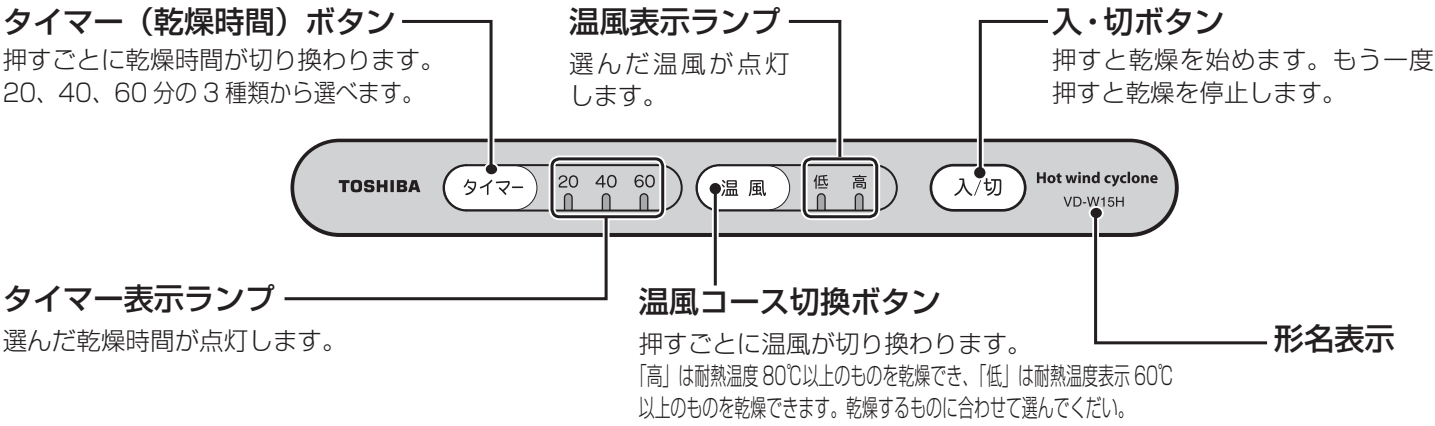 タイマー（乾燥時間）ボタン
押すごとに乾燥時間が切り換わります。
20、40、60 分の 3 種類から選べます。
温風表示ランプ
選んだ温風が点灯
します。
入・切ボタン
押すと乾燥を始めます。もう一度
押すと乾燥を停止します。
TOSHIBA
タイマー
20 40 60
温 風
低 高
入/切
Hot wind cyclone
VD-W15H
タイマー表示ランプ
選んだ乾燥時間が点灯します。
温風コース切換ボタン
押すごとに温風が切り換わります。
「高」は耐熱温度 80℃以上のものを乾燥でき、「低」は耐熱温度表示 60℃
以上のものを乾燥できます。乾燥するものに合わせて選んでくだい。
形名表示